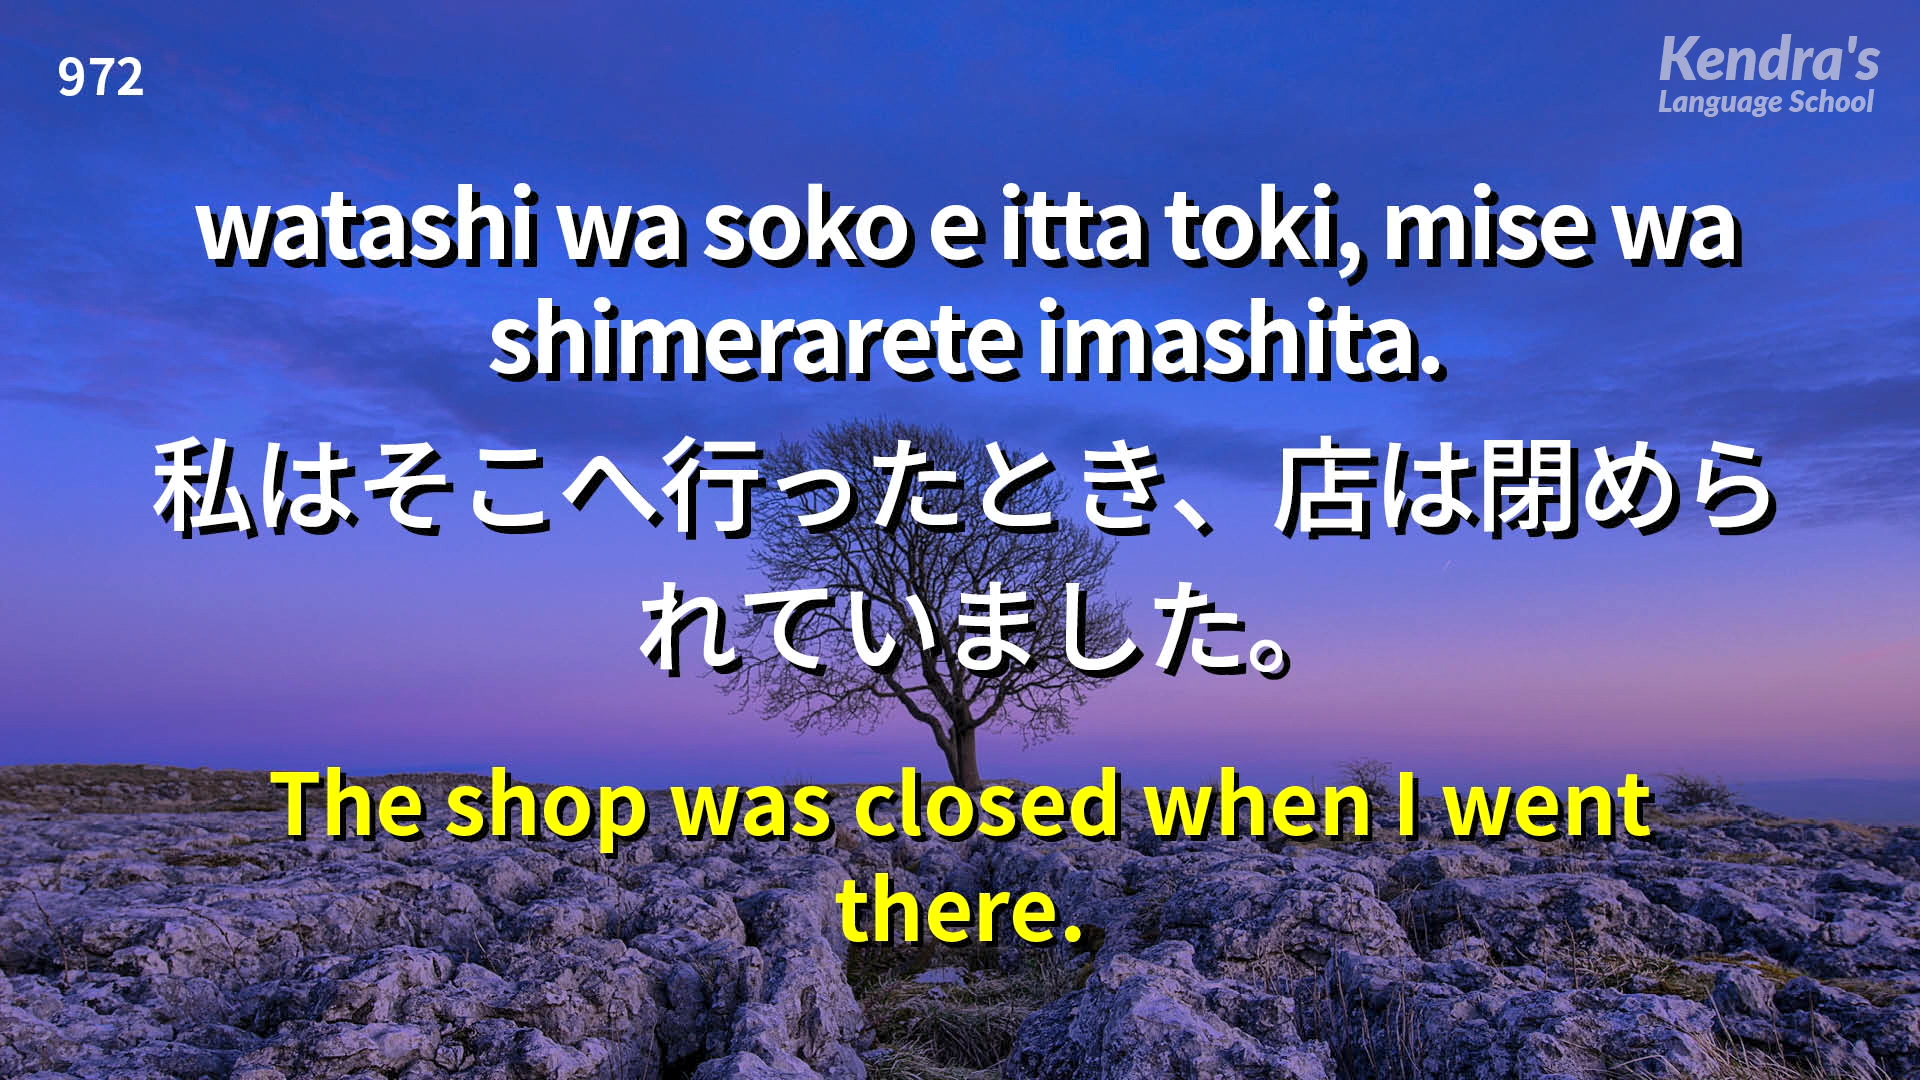 972
Kendra's
Language School
watashi wa soko e itta toki, mise wa
shimerarete imashita.
私はそこへ行ったとき、店は閉めら
れていました。
The shop was closed when I went
there.